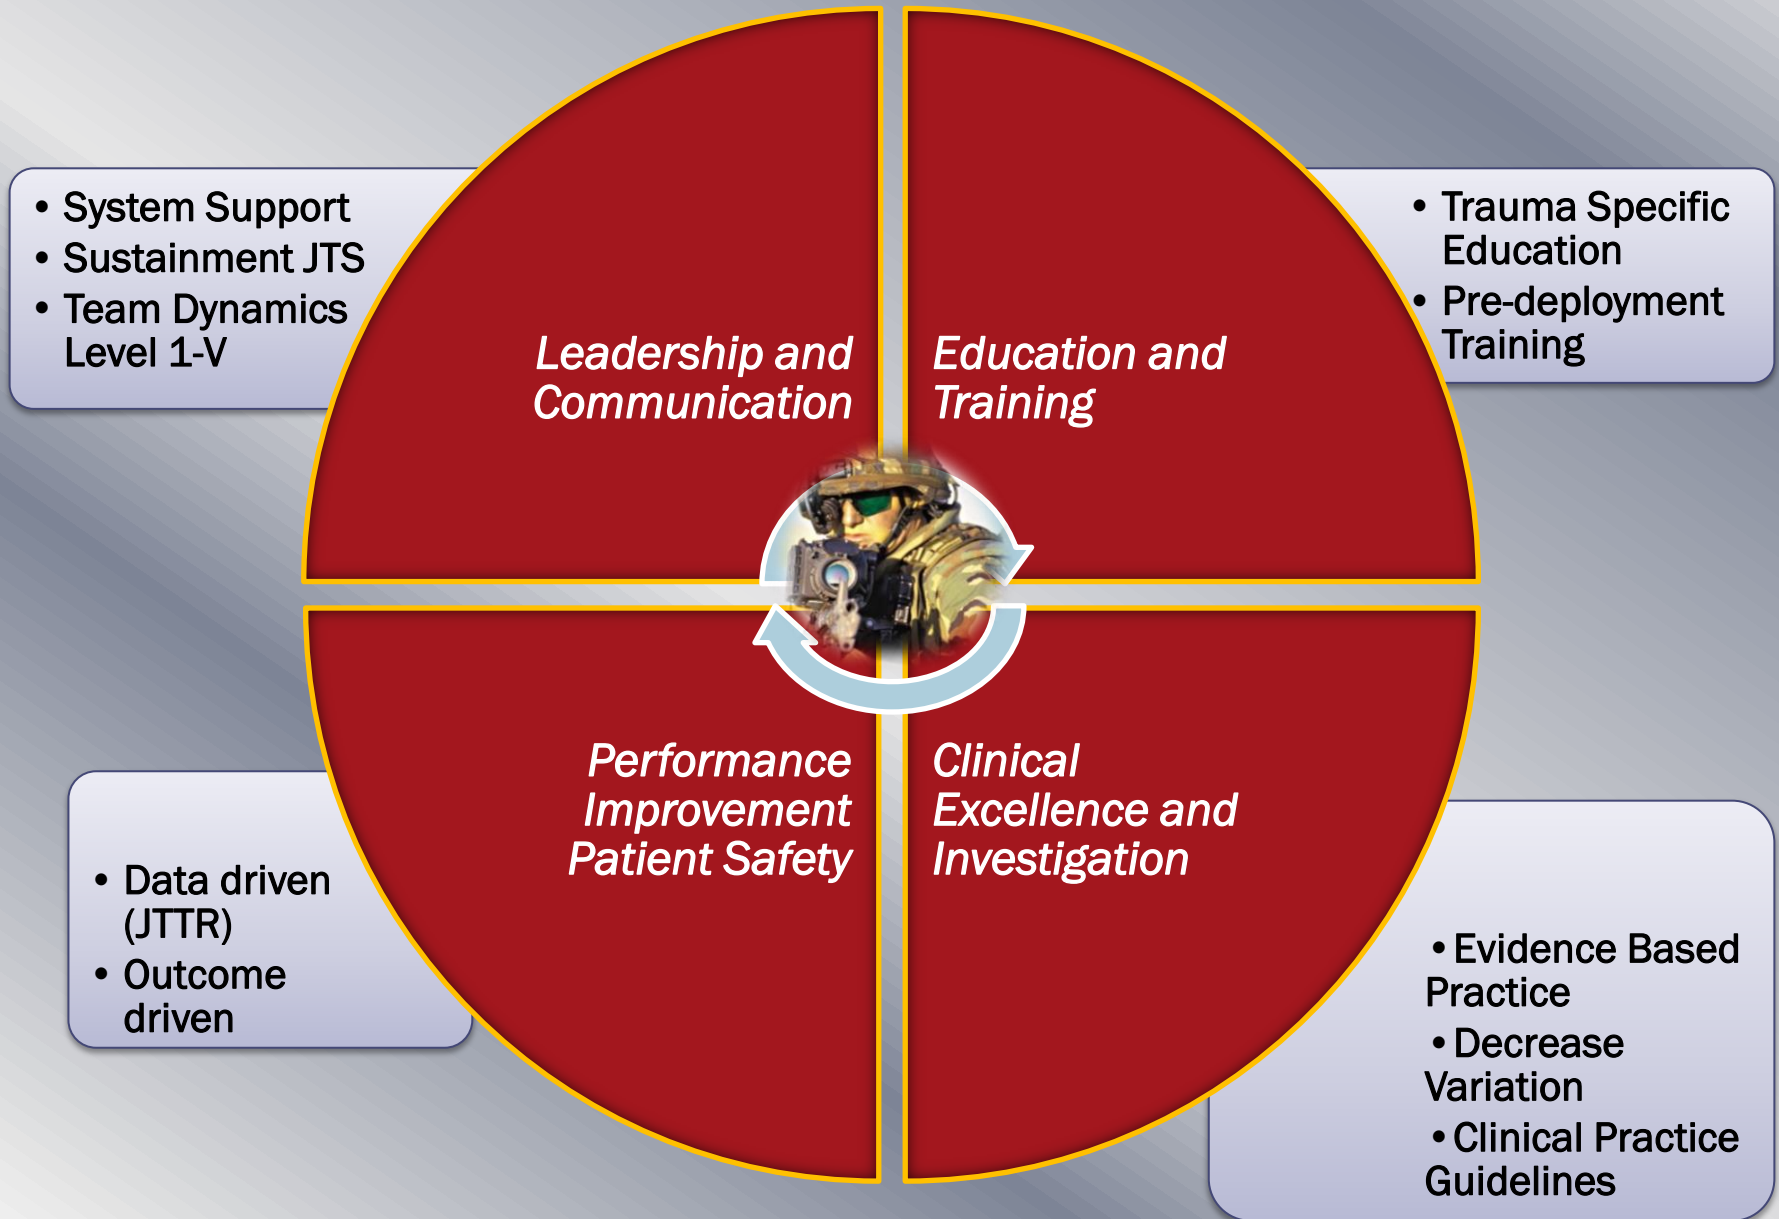 • System Support
• Sustainment JTS
• Team Dynamics
Level 1-V
Leadership and
Communication
• Trauma Specific
Education
• Pre-deployment
Training
Education and
Training
• Data driven
(JTTR)
• Outcome
driven
Performance
Improvement
Patient Safety
Clinical
Excellence and
Investigation
• Evidence Based
Practice
• Decrease
Variation
• Clinical Practice
Guidelines